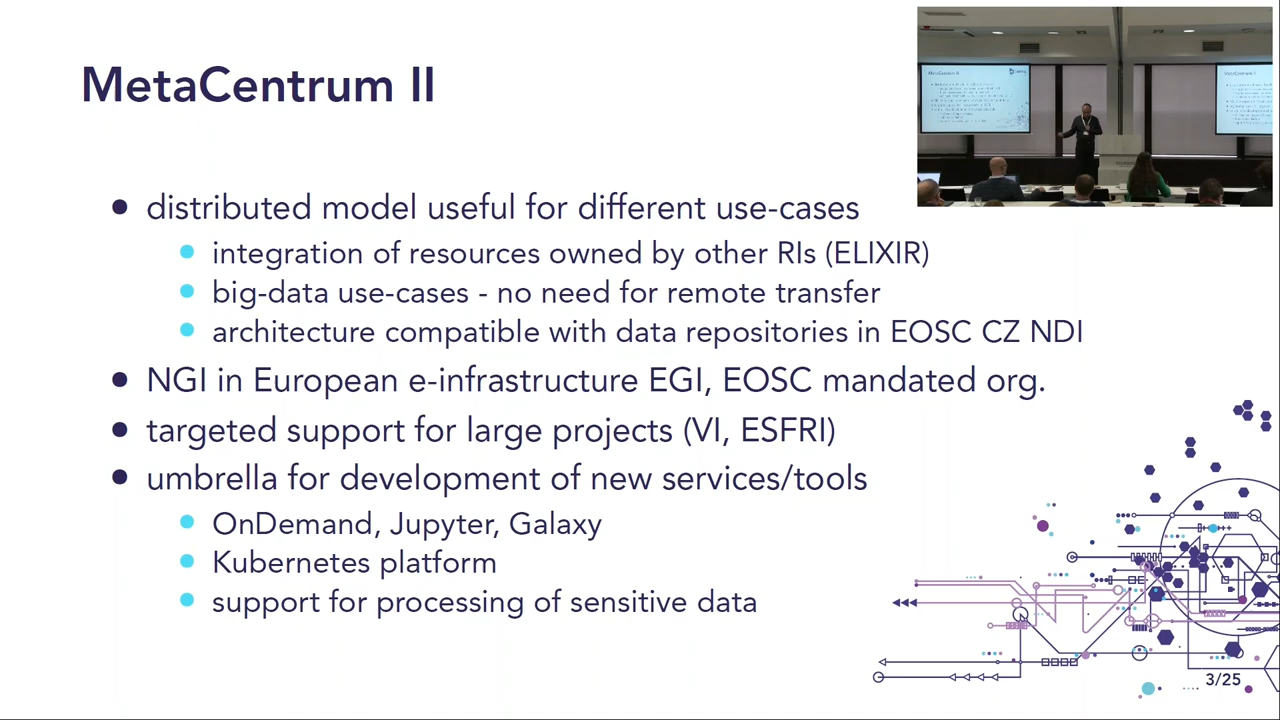 MetaCentrum II
distributed model useful for different use-cases
integration of resources owned by other RIs (ELIXIR)
big-data use-cases - no need for remote transfer
architecture compatible with data repositories in EOSC CZ NDI
NGI in European e-infrastructure EGI, EOSC mandated org.
targeted support for large projects (VI, ESFRI)
umbrella for development of new services/tools
OnDemand, Jupyter, Galaxy
Kubernetes platform
support for processing of sensitive data
3/25